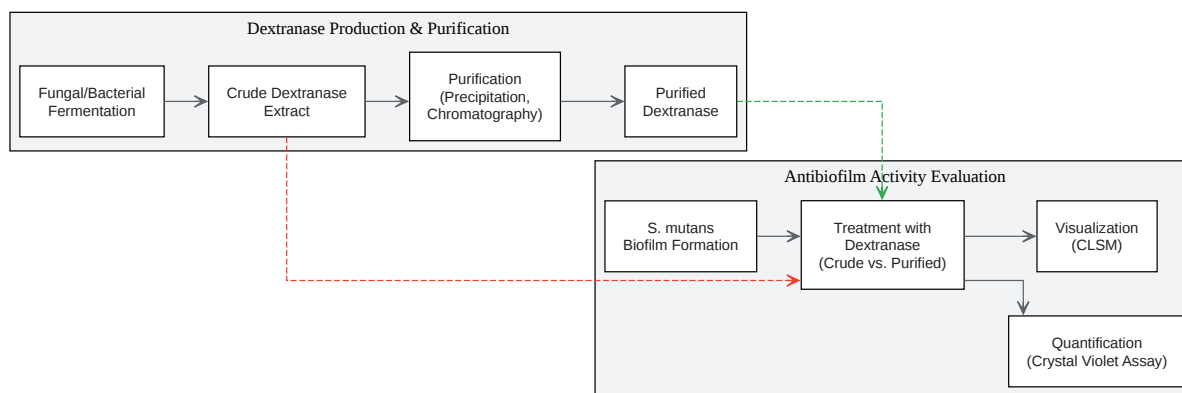 Dextranase Production & Purification
Fungal/Bacterial
Fermentation
Crude Dextranase
Extract
Purification
(Precipitation,
Chromatography)
Purified
Dextranase
Antibiofilm Activity Evaluation
S. mutans
Biofilm Formation
Treatment with
Dextranase
(Crude vs. Purified)
Visualization
(CLSM)
Quantification
(Crystal Violet Assay)